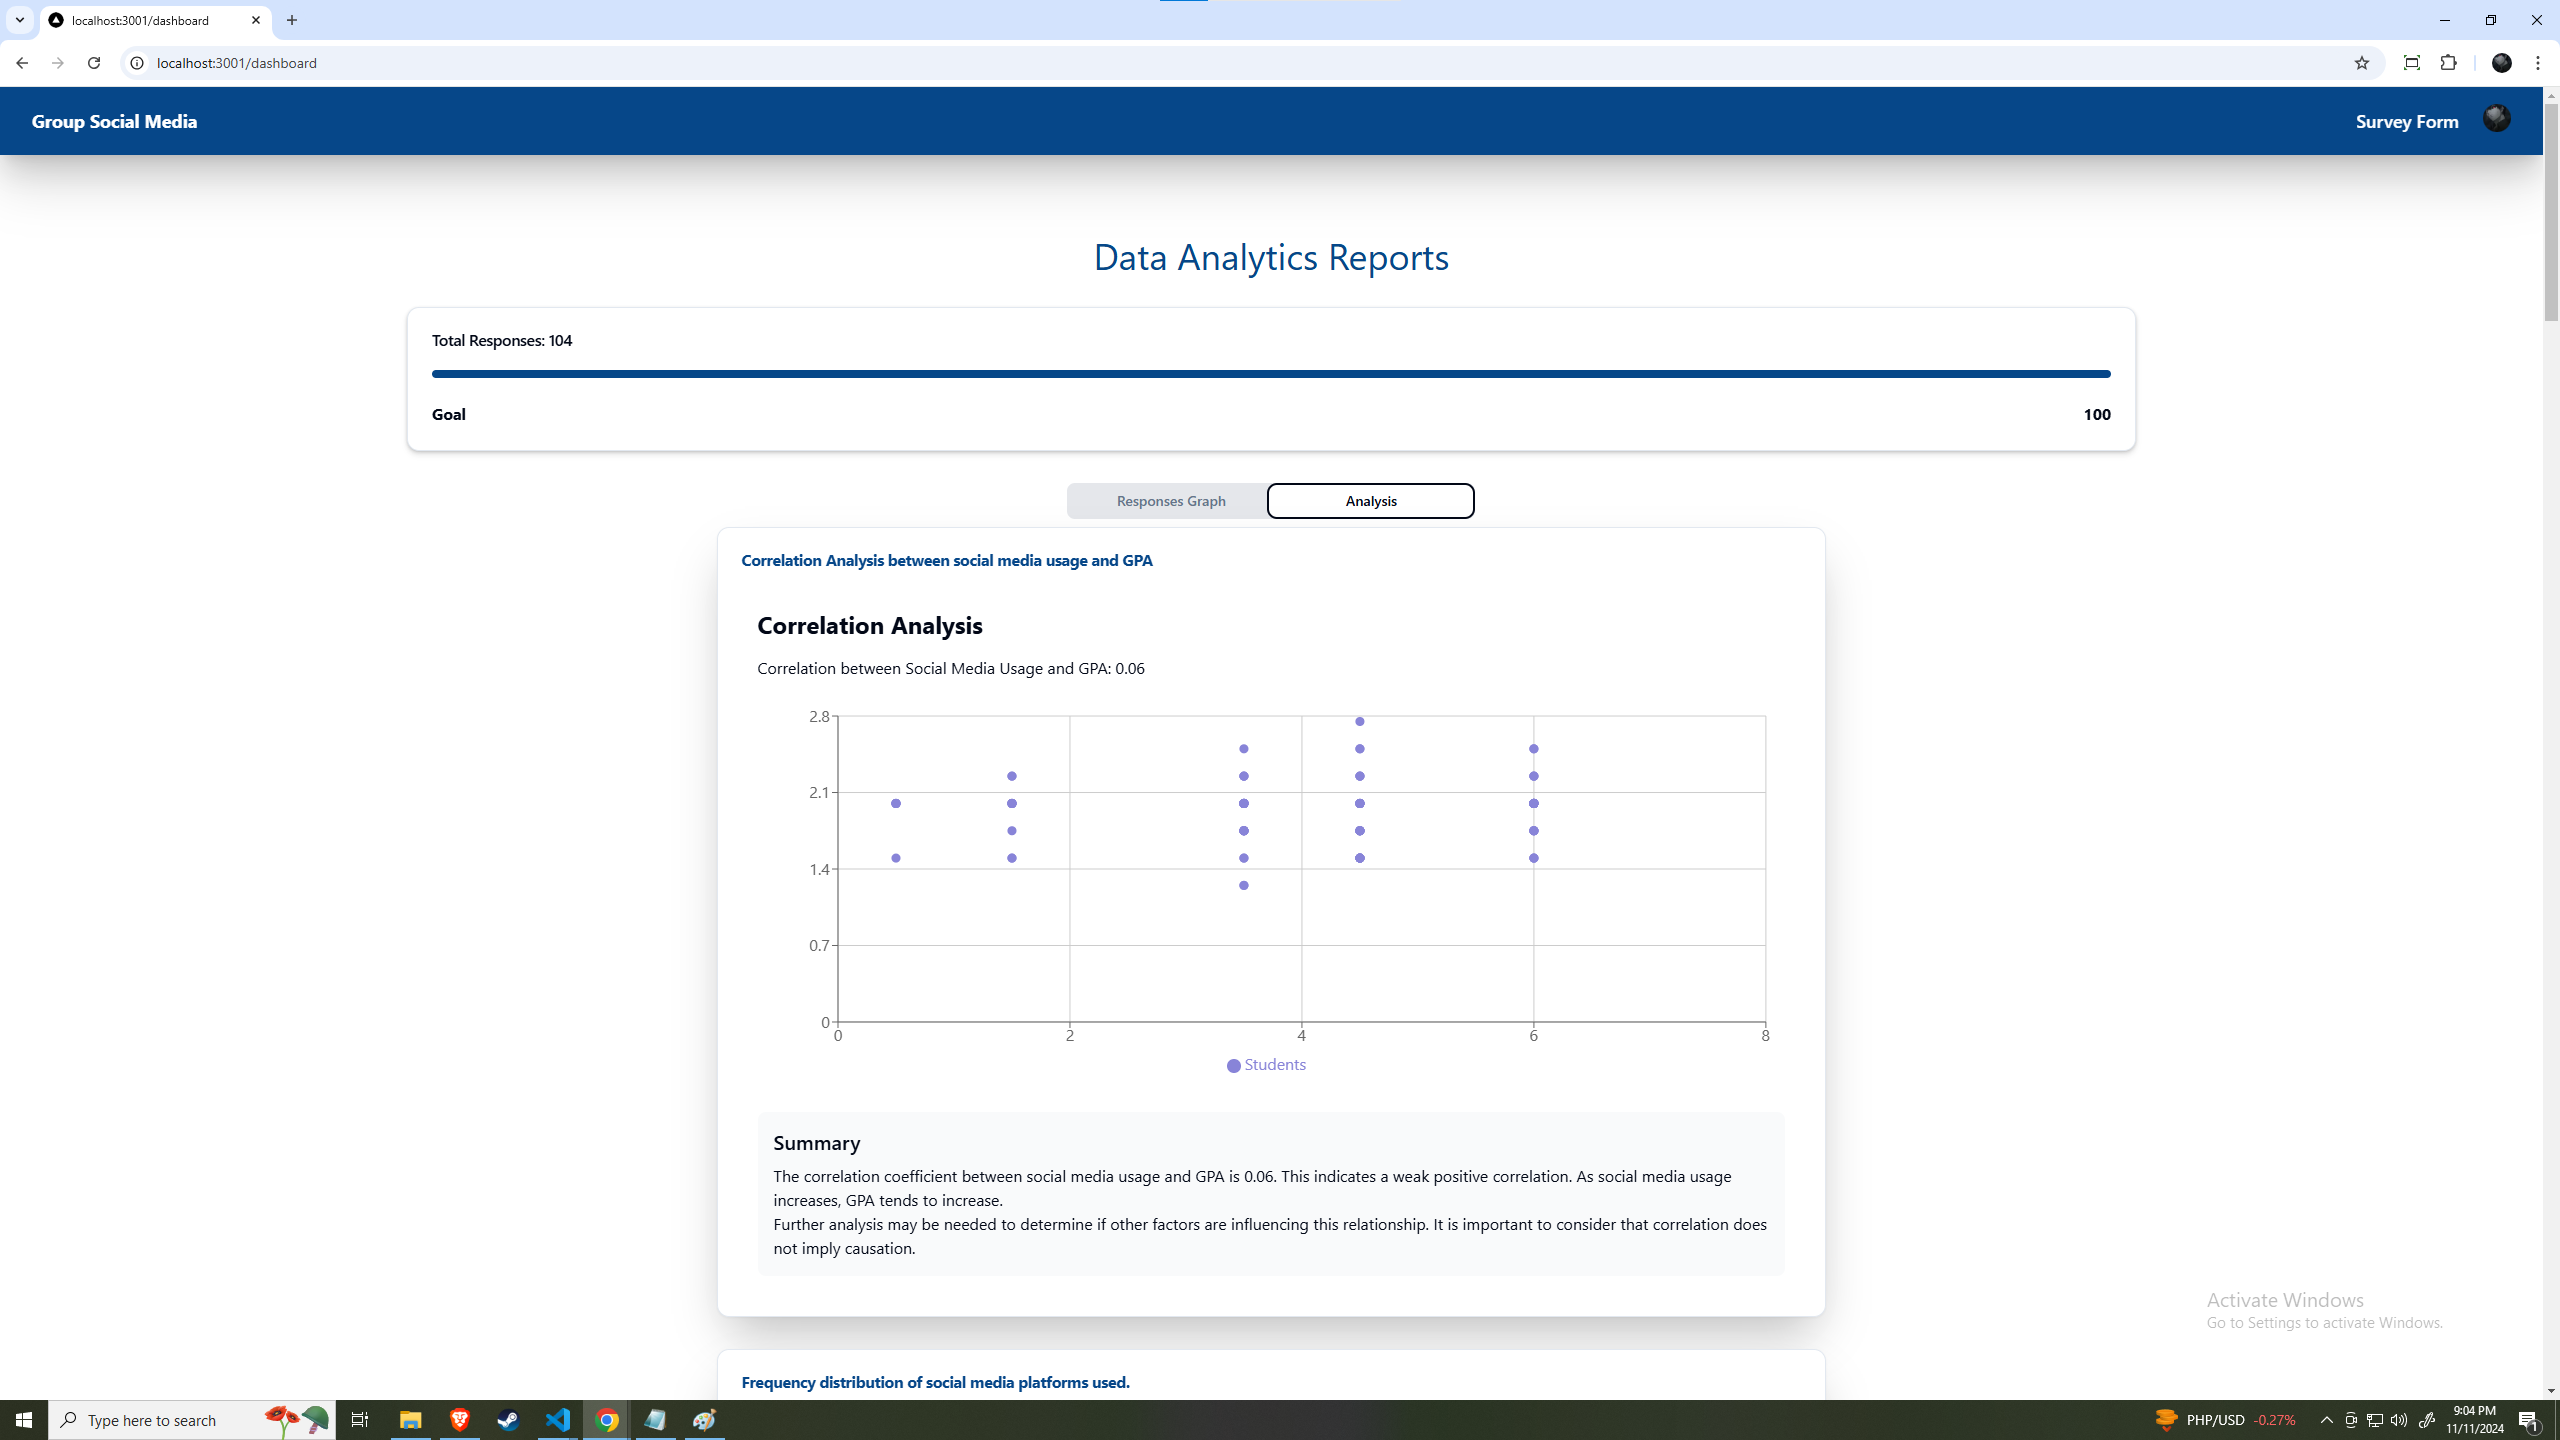 localhost:3001/dashboard
localhost:3001/dashboard
Group Social Media
Survey Form
Data Analytics Reports
Total Responses: 104
Goal
100
Responses Graph
Analysis
Correlation Analysis between social media usage and GPA
Correlation Analysis
Correlation between Social Media Usage and GPA: 0.06
2.8
2.1
1.4
0.7
0
0
2
4
6
8
Students
Summary
The correlation coefficient between social media usage and GPA is 0.06. This indicates a weak positive correlation. As social media usage
increases, GPA tends to increase.
Further analysis may be needed to determine if other factors are influencing this relationship. It is important to consider that correlation does
not imply causation.
Activate Windows
Go to Settings to activate Windows.
Frequency distribution of social media platforms used.
Type here to search
PHP/USD -0.27%
9:04 PM
11/11/2024
1